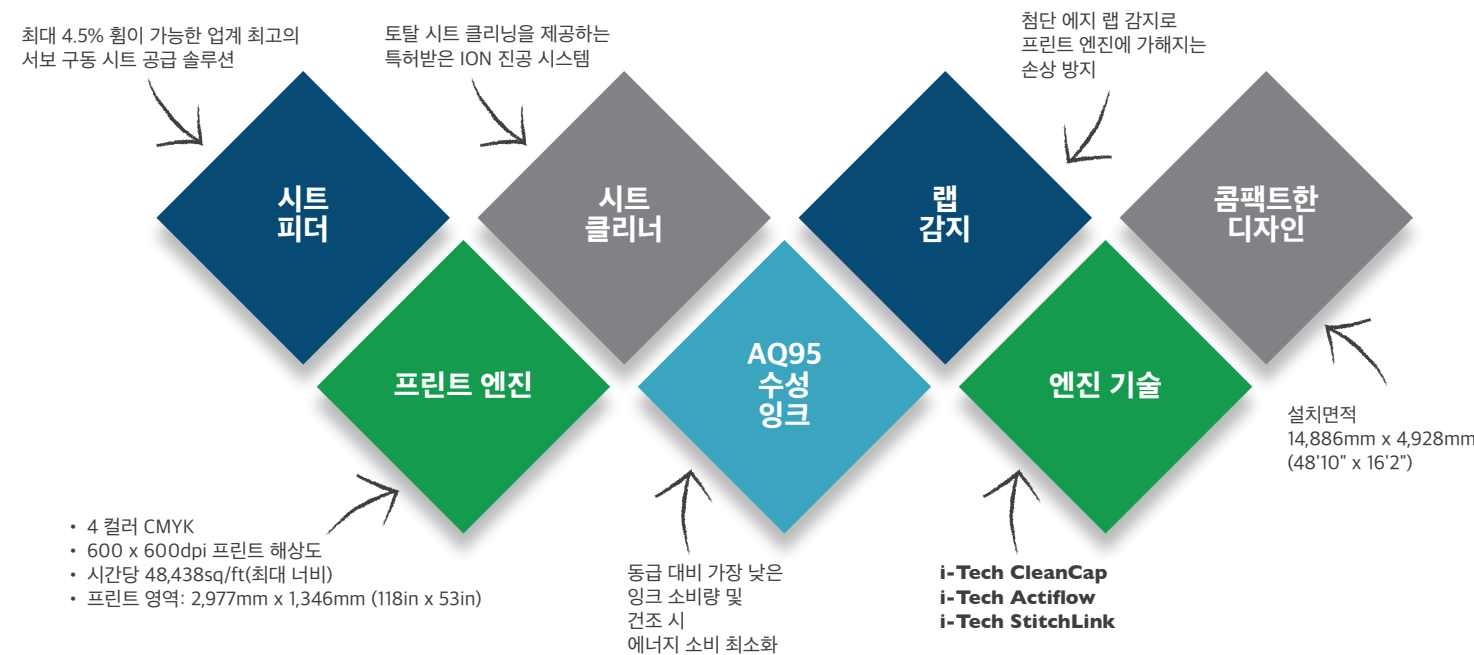 최대 4.5% 휨이 가능한 업계 최고의
서보 구동 시트 공급 솔루션
토탈 시트 클리닝을 제공하는
특허받은 ION 진공 시스템
첨단 에지 랩 감지로
프린트 엔진에 가해지는
손상 방지
시트
피더
시트
클리너
랩
감지
콤팩트한
디자인
프린트 엔진
AQ95
수성
잉크
엔진 기술
설치면적
14,886mm x 4,928mm
(48'10" x 16'2")
• 4 컬러 CMYK
• 600 x 600dpi 프린트 해상도
• 시간당 48,438sq/ft(최대 너비)
• 프린트 영역: 2,977mm x 1,346mm (118in x 53in)
동급 대비 가장 낮은
잉크 소비량 및
건조 시
에너지 소비 최소화
i-Tech CleanCap
i-Tech Actiflow
i-Tech StitchLink